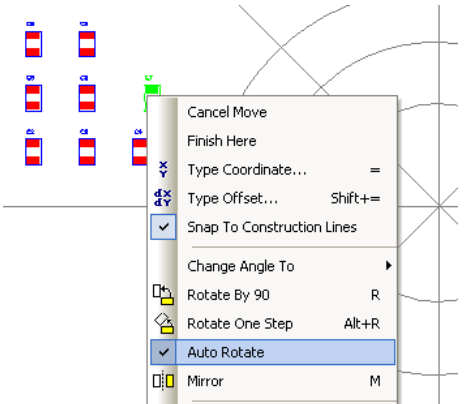 Cancel Move
Finish Here
Type Coordinate... =
Type Offset... Shift+=
Snap To Construction Lines
Change Angle To
Rotate By 90 R
Rotate One Step Alt+R
Auto Rotate
Mirror M